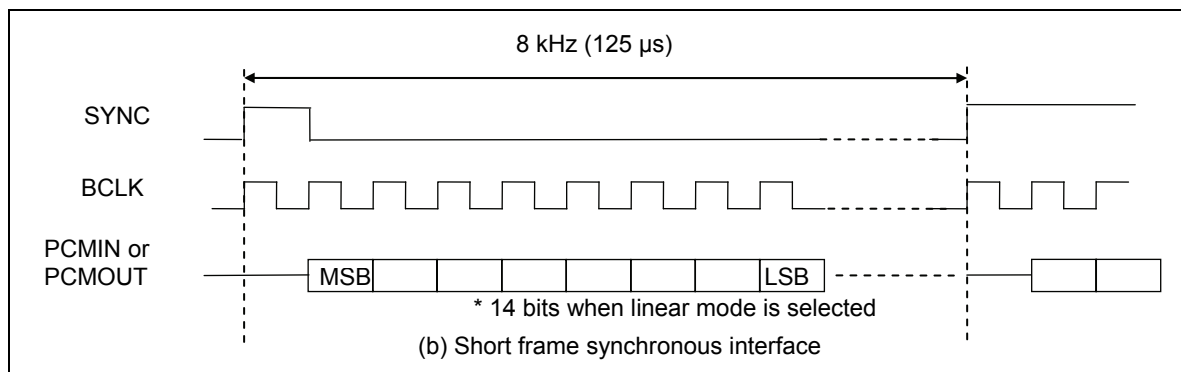 8 kHz (125 µs)
SYNC
BCLK
PCMIN or
PCMOUT
MSB
LSB
* 14 bits when linear mode is selected
(b) Short frame synchronous interface